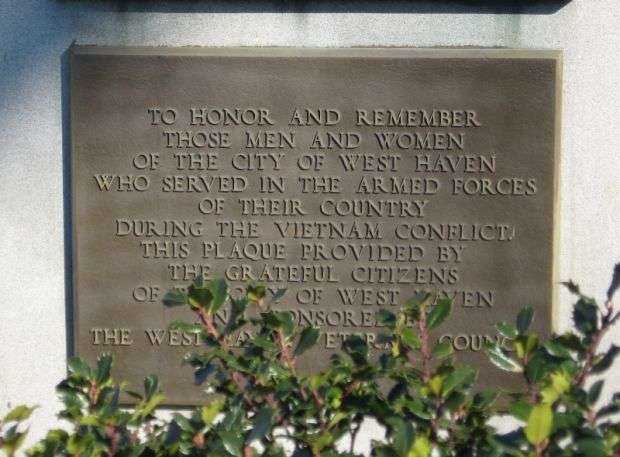 TO HONOR AND REMEMBER
THOSE MEN AND WOMEN
OF THE CITY OF WEST HAVEN
WHO SERVED IN THE ARMED FORCES
OF THEIR COUNTRY
DURING THE VIETNAM CONFLICT.
THIS PLAQUE PROVIDED BY
THE GRATEFUL CITIZENS
OF WEST HAVEN
THE WEST